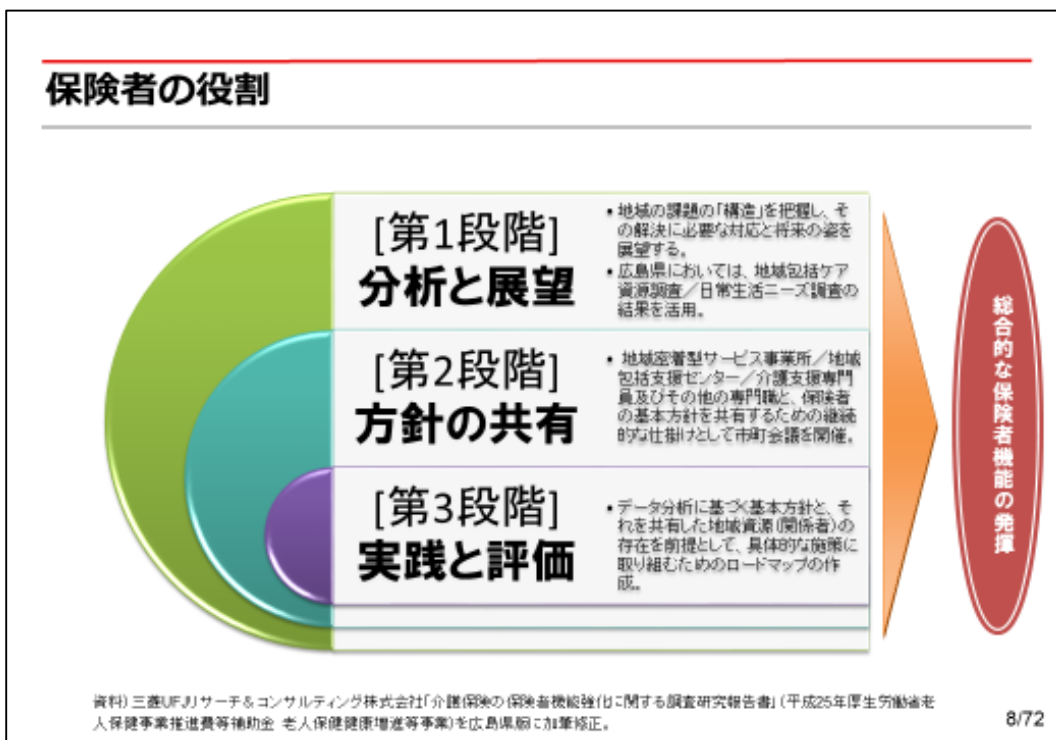 保険者の役割
[第1段階]
分析と展望
• 地域の課題の「構造」を把握し、そ
の解決に必要な対応と将来の姿を
展望する。
• 広島県においては、地域包括ケア
資源調査／日常生活ニーズ調査の
結果を活用。
[第2段階]
方針の共有
• 地域密着型サービス事業所／地域
包括支援センター／介護支援専門
員及びその他の専門職と、保険者
の基本方針を共有するための継続
的な仕掛けとして市町会議を開催。
[第3段階]
実践と評価
• データ分析に基づく基本方針と、そ
れを共有した地域資源(関係者)の
存在を前提として、具体的な施策に
取り組むためのロードマップの作
成。
総合的な保険者機能の発揮
資料) 三菱UFJリサーチ＆コンサルティング株式会社「介護保険の保険者機能強化に関する調査研究報告書」(平成25年厚生労働省老
人保健事業推進費等補助金 老人保健健康増進等事業)を広島県版に加筆修正。
8/72